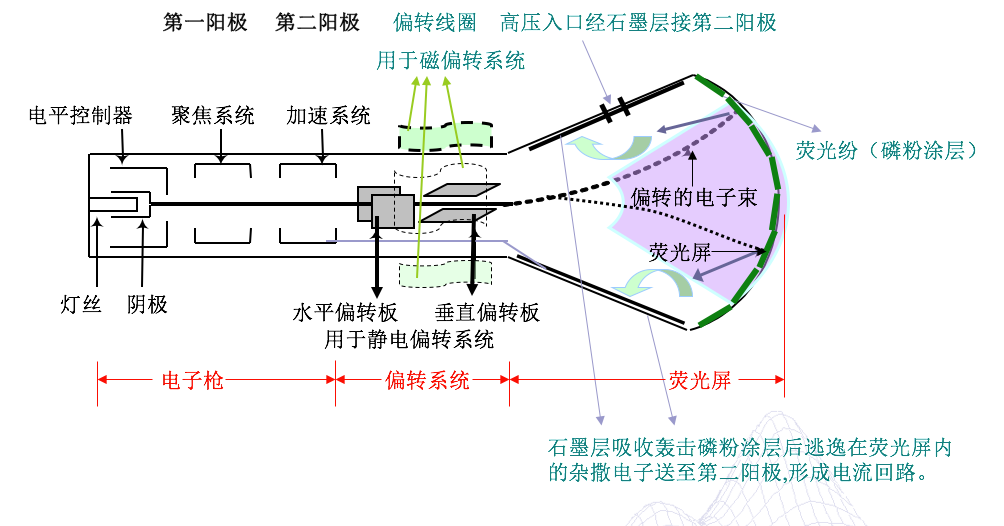 第一阳极 第二阳极 偏转线圈 高压入口经石墨层接第二阳极
用于磁偏转系统
电平控制器 聚焦系统 加速系统
荧光纷（磷粉涂层）
偏转的电子束
荧光屏
灯丝 阴极 水平偏转板 垂直偏转板
用于静电偏转系统
电子枪 偏转系统 荧光屏
石墨层吸收轰击磷粉涂层后逃逸在荧光屏内
的杂撒电子送至第二阳极,形成电流回路。